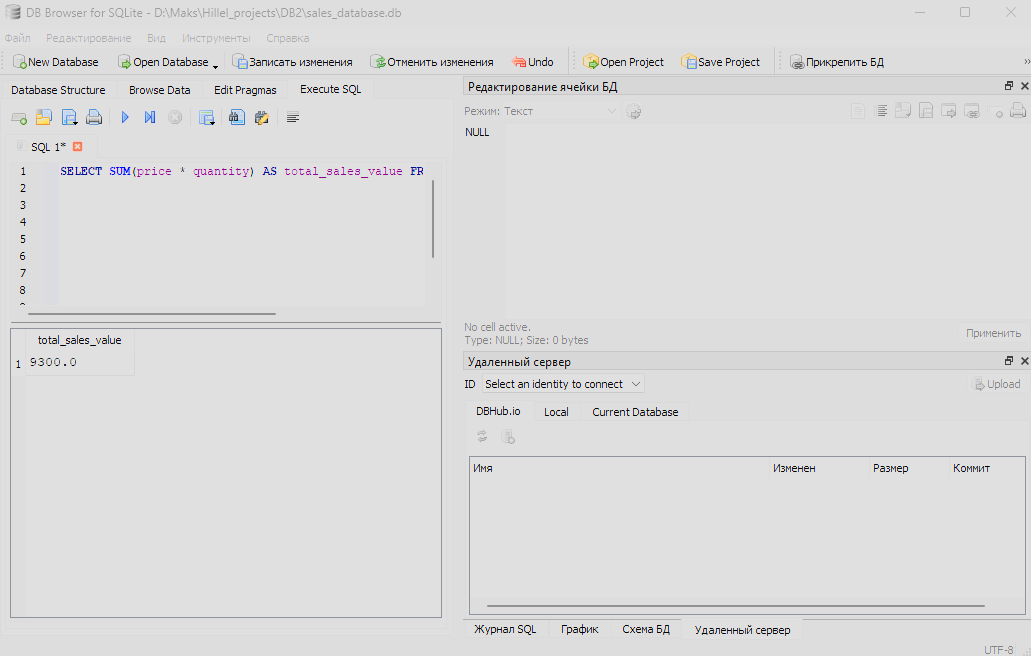 DB Browser for SQLite - D:\Maks\Hillel_projects\DB2\sales_database.db
Файл Редактирование Вид Инструменты Справка
New Database Open Database Записать изменения Отменить изменения Undo Open Project Save Project Прикрепить БД »
Database Structure Browse Data Edit Pragmas Execute SQL
SQL 1*
1 SELECT SUM(price * quantity) AS total_sales_value FR
2
3
4
5
6
7
8
total_sales_value
1 9300.0
Редактирование ячейки БД
Режим: Текст
NULL
No cell active.
Type: NULL; Size: 0 bytes
Применить
Удаленный сервер
ID Select an identity to connect Upload
DBHub.io Local Current Database
Имя Изменен Размер Коммит
Журнал SQL График Схема БД Удаленный сервер
UTF-8